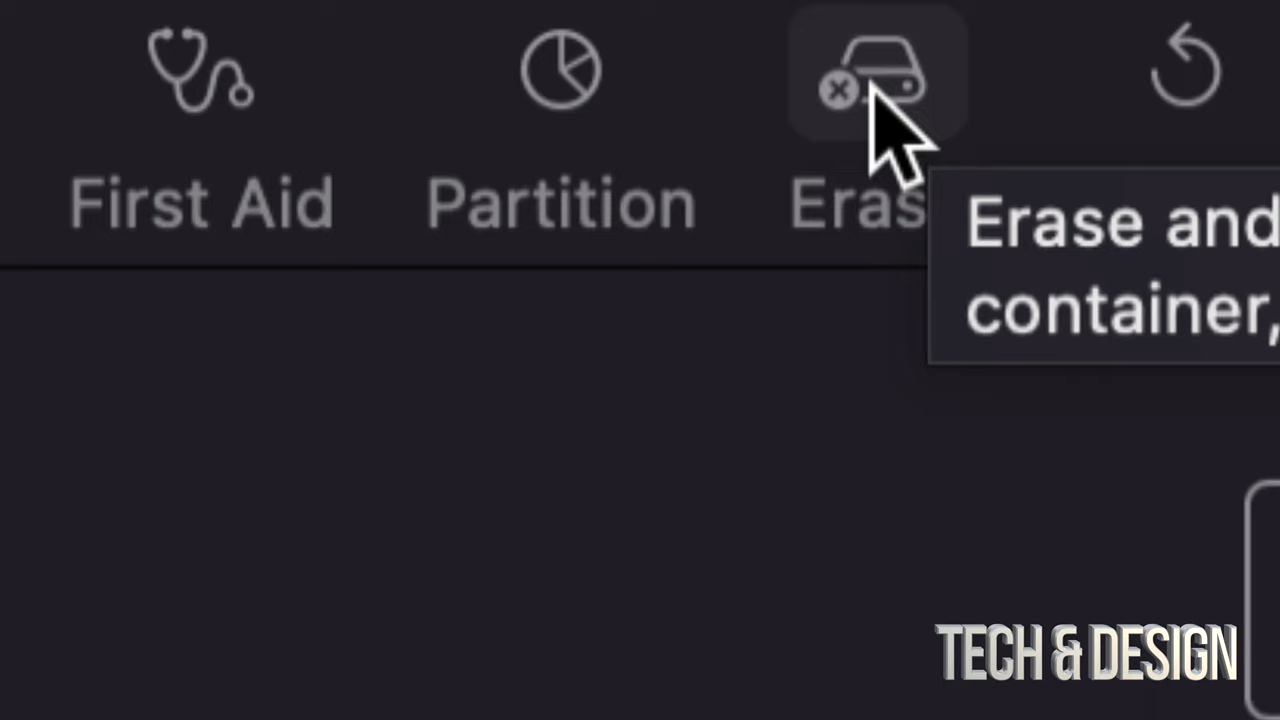 First Aid
Partition
Eras
Erase and
container,
TECH & DESIGN